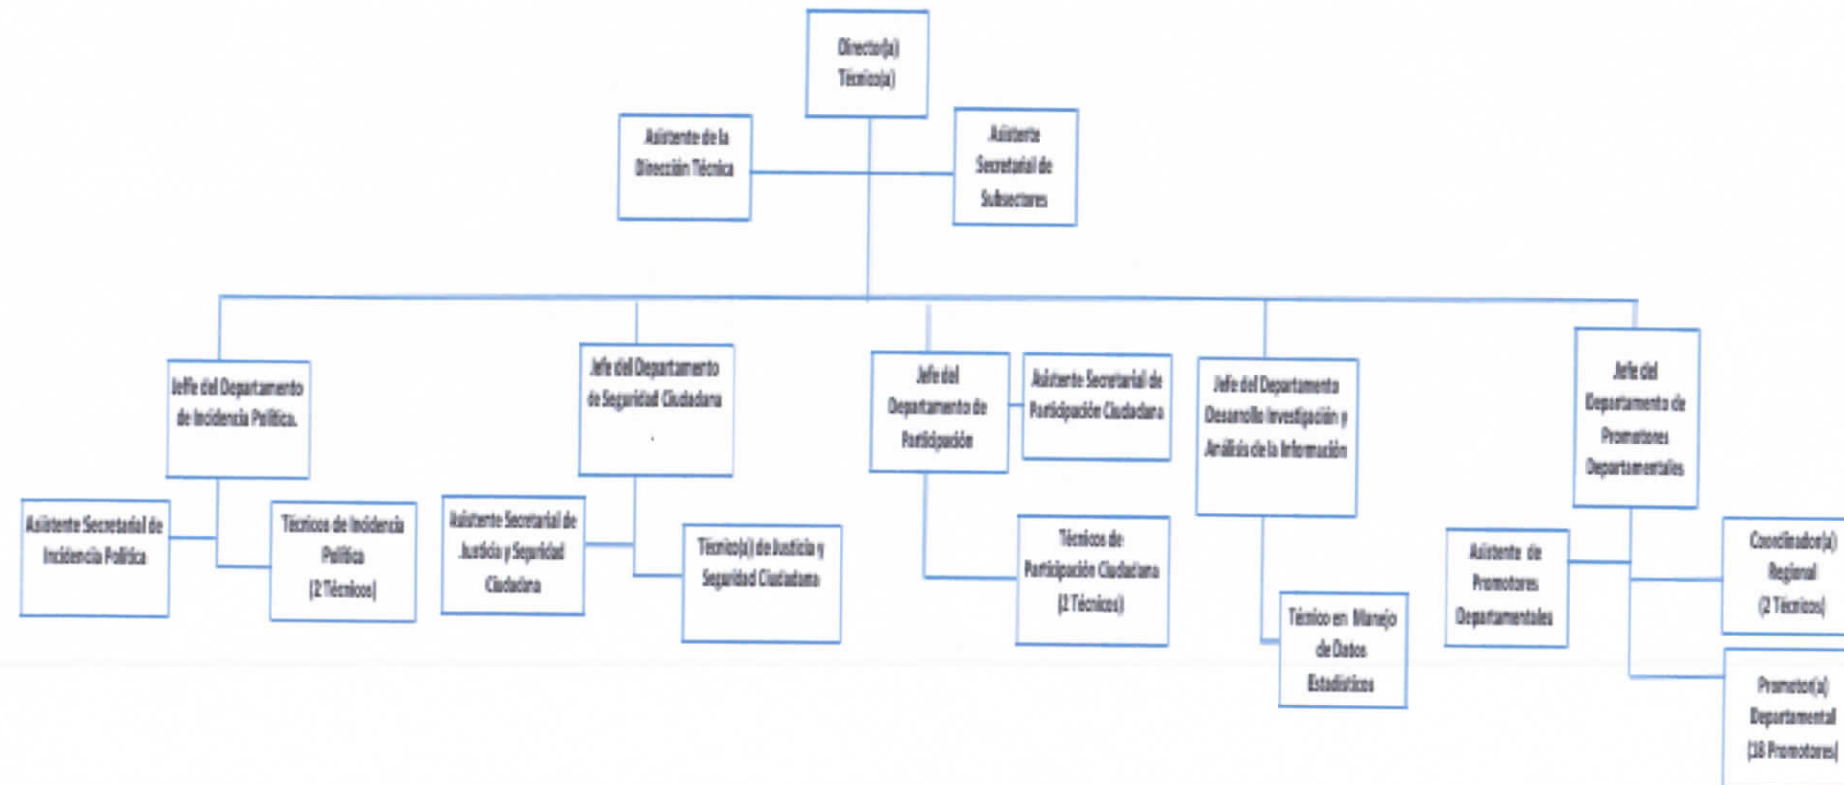 Director(a)
Técnico(a)
Asistente de la
Dirección Técnica
Asistente
Secretarial de
Subsectores
Jefe del Departamento
de Incidencia Política.
Asistente Secretarial de
Incidencia Política
Técnicos de Incidencia
Política
(2 Técnicos)
Jefe del Departamento
de Seguridad Ciudadana
.
Asistente Secretarial de
Justicia y Seguridad
Ciudadana
Técnico(a) de Justicia y
Seguridad Ciudadana
Jefe del
Departamento de
Participación
Asistente Secretarial de
Participación Ciudadana
Técnicos de
Participación Ciudadana
(2 Técnicos)
Jefe del Departamento
Desarrollo Investigación y
Análisis de la Información
Técnico en Manejo
de Datos
Estadísticos
Jefe del
Departamento de
Promotores
Departamentales
Asistente de
Promotores
Departamentales
Coordinador(a)
Regional
(2 Técnicos)
Promotor(a)
Departamental
(18 Promotores)